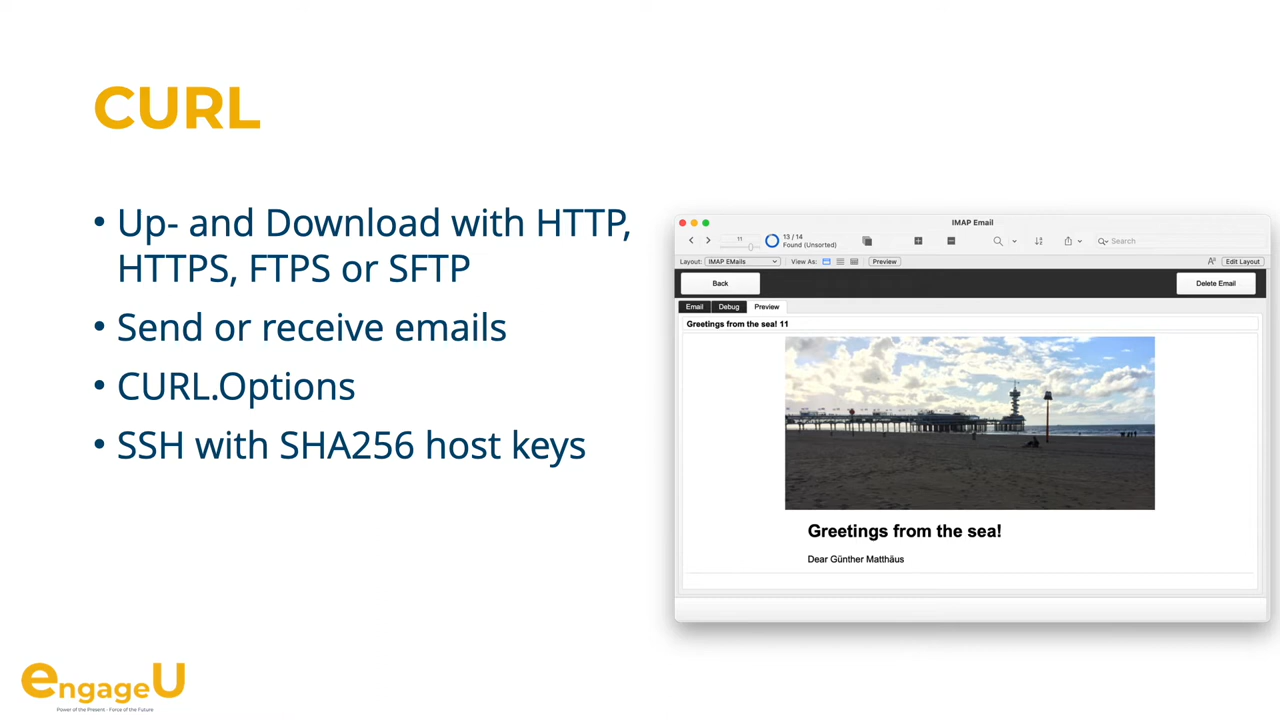 CURL
• Up- and Download with HTTP,
HTTPS, FTPS or SFTP
• Send or receive emails
• CURL.Options
• SSH with SHA256 host keys
IMAP Email
11
13 / 14
Found (Unsorted)
Search
Layout: IMAP EMails View As: Preview Edit Layout
Back Delete Email
Email Debug Preview
Greetings from the sea! 11
Greetings from the sea!
Dear Günther Matthäus
engageU
Power of the Present - Force of the Future